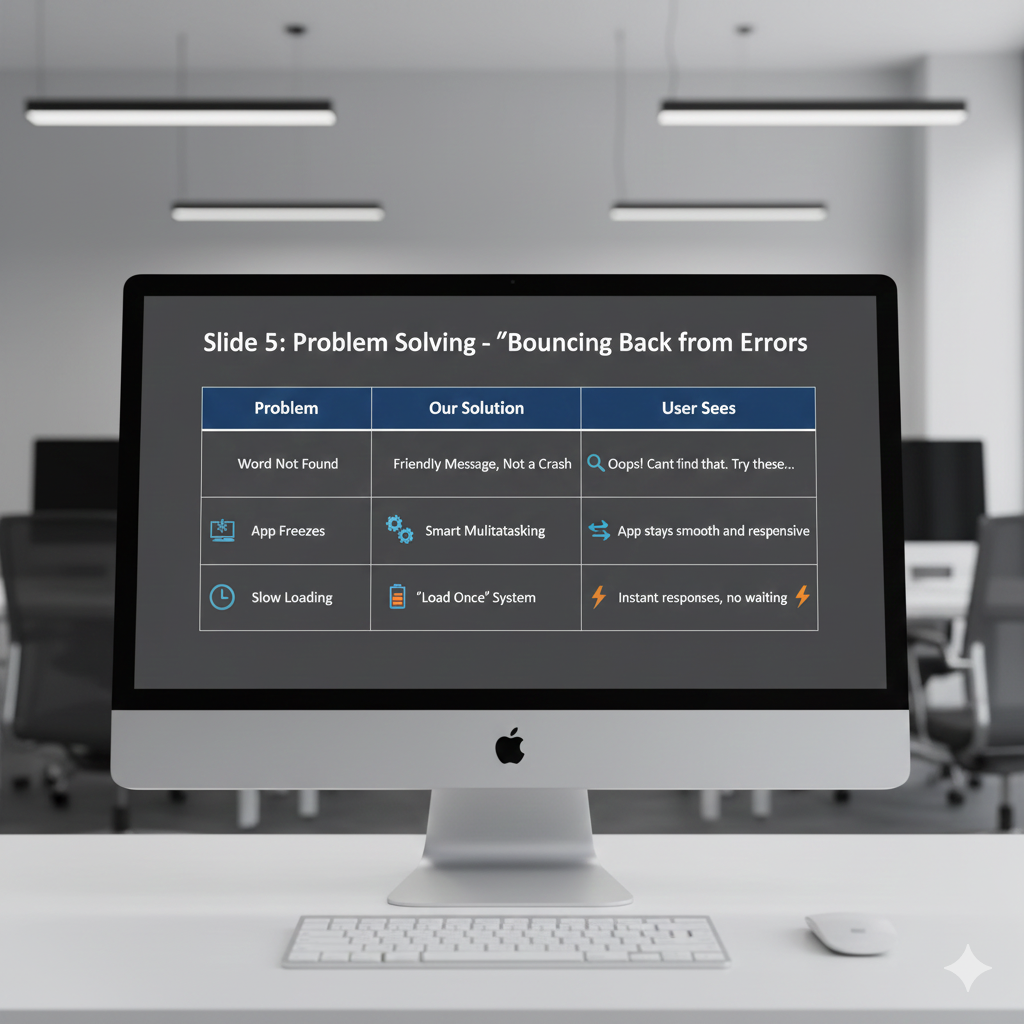 Slide 5: Problem Solving - "Bouncing Back from Errors
Problem Our Solution User Sees
Word Not Found Friendly Message, Not a Crash Oops! Cant find that. Try these...
App Freezes Smart Mulitatasking App stays smooth and responsive
Slow Loading "Load Once" System Instant responses, no waiting